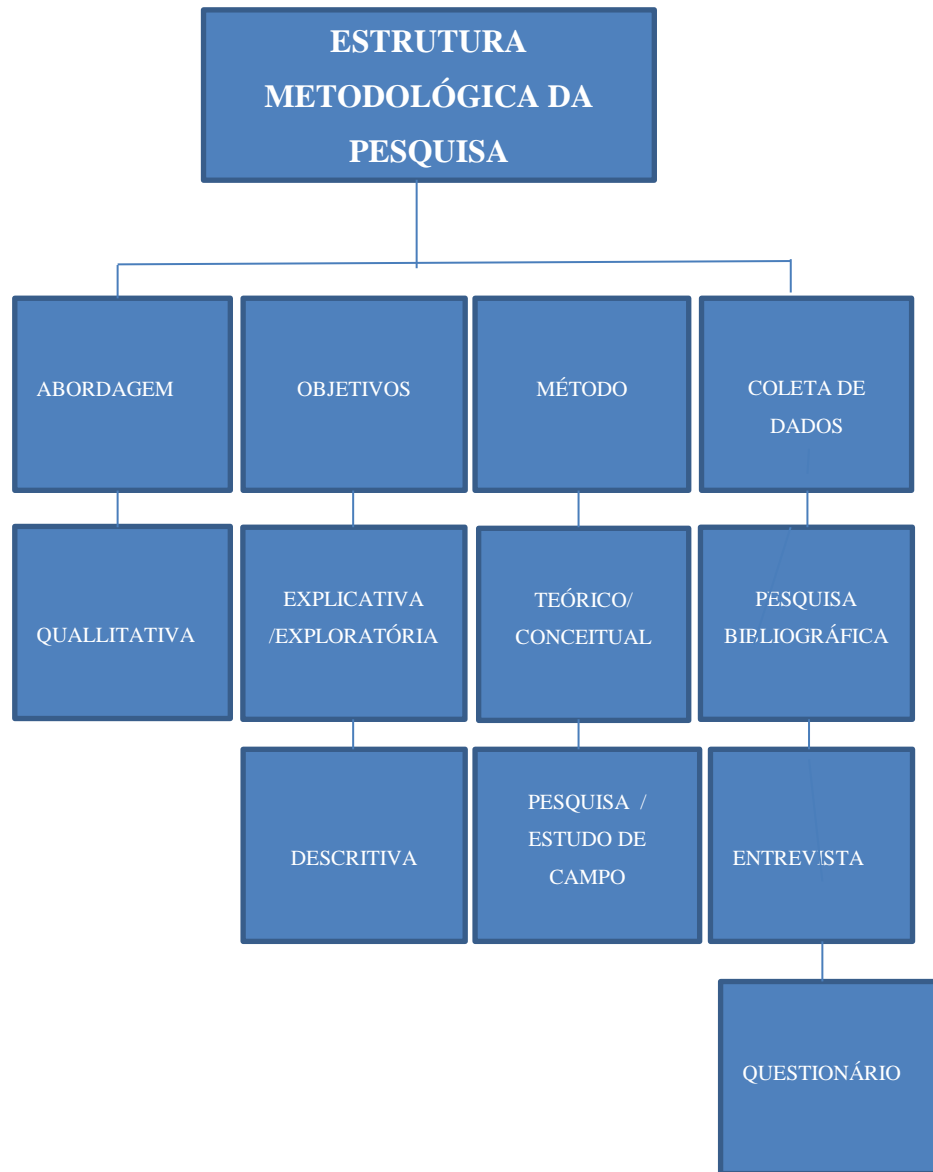 ESTRUTURA
METODOLÓGICA DA
PESQUISA
ABORDAGEM
OBJETIVOS
MÉTODO
COLETA DE
DADOS
QUALLITATIVA
EXPLICATIVA
/EXPLORATÓRIA
TEÓRICO/
CONCEITUAL
PESQUISA
BIBLIOGRÁFICA
DESCRITIVA
PESQUISA /
ESTUDO DE
CAMPO
ENTREVISTA
QUESTIONÁRIO